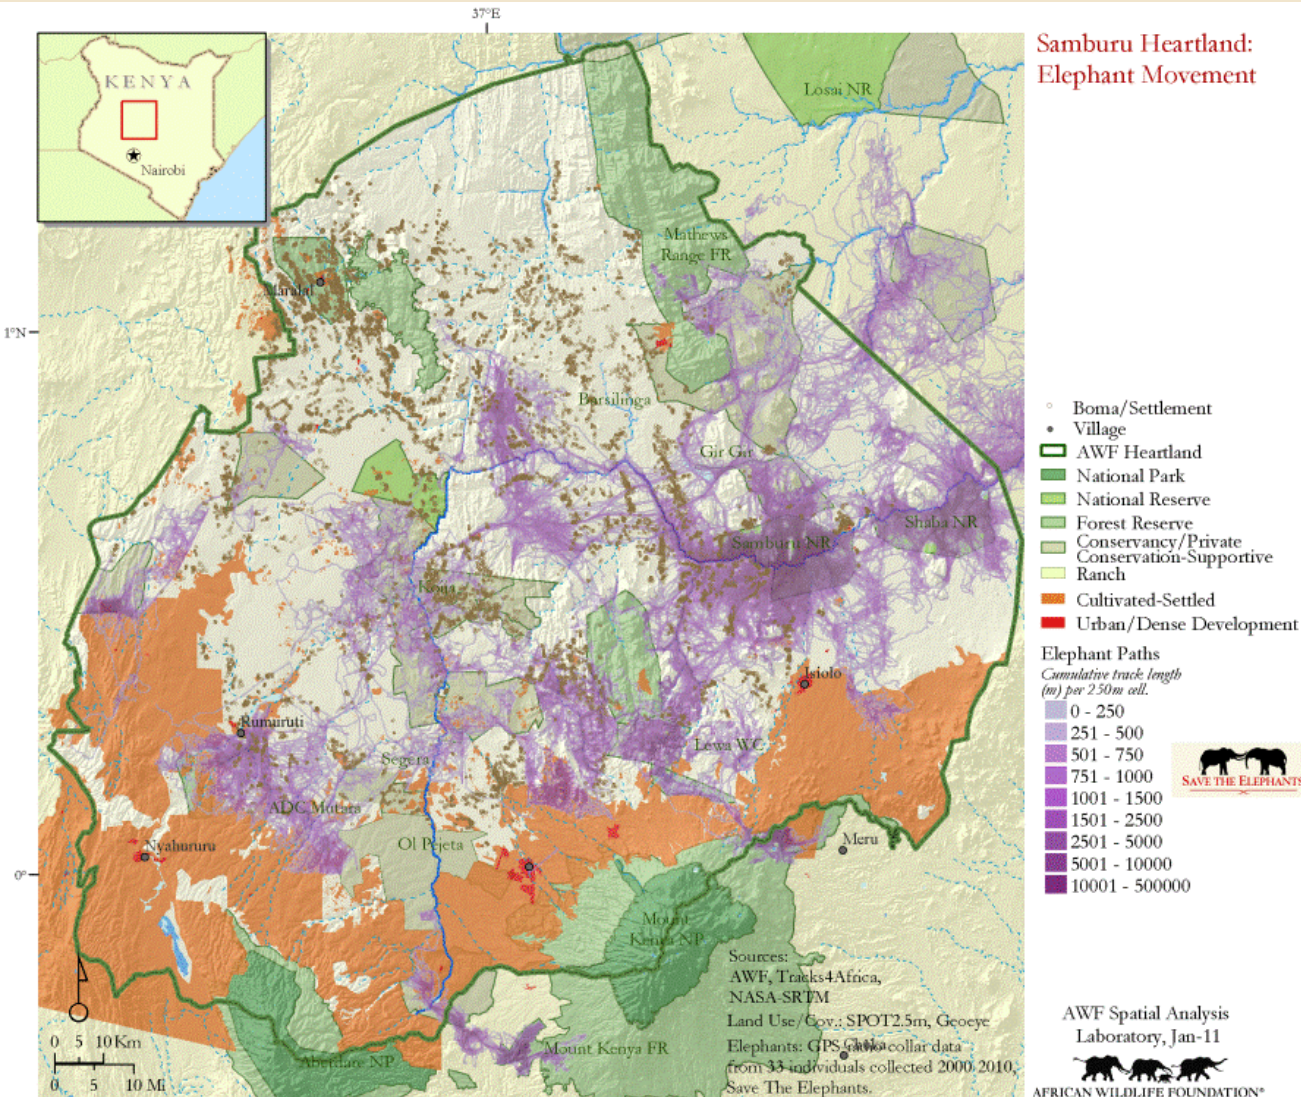 37°E
Samburu Heartland:
Elephant Movement
KENYA
Nairobi
Losai NR
Mathews
Range FR
Maralal
1°N
Barsilinga
Gir Gir
Shaba NR
Samburu NR
Isiolo
Rumuruti
Lewa WC
Segera
ADC Mutara
Ol Pejeta
Nyahururu
Meru
0°
Mount
Kenya NP
Mount Kenya FR
Aberdare NP
Boma/Settlement
Village
AWF Heartland
National Park
National Reserve
Forest Reserve
Conservancy/Private
Conservation-Supportive
Ranch
Cultivated-Settled
Urban/Dense Development
Elephant Paths
Cumulative track length
(m) per 250m cell.
0 - 250
251 - 500
501 - 750
751 - 1000
1001 - 1500
1501 - 2500
2501 - 5000
5001 - 10000
10001 - 500000
SAVE THE ELEPHANTS
Sources:
AWF, Tracks4Africa,
NASA-SRTM
Land Use/Cov.: SPOT2.5m, Geoeye
Elephants: GPS radio collar data
from 33 individuals collected 2000-2010,
Save The Elephants.
0 5 10 Km
0 5 10 Mi
AWF Spatial Analysis
Laboratory, Jan-11
AFRICAN WILDLIFE FOUNDATION®